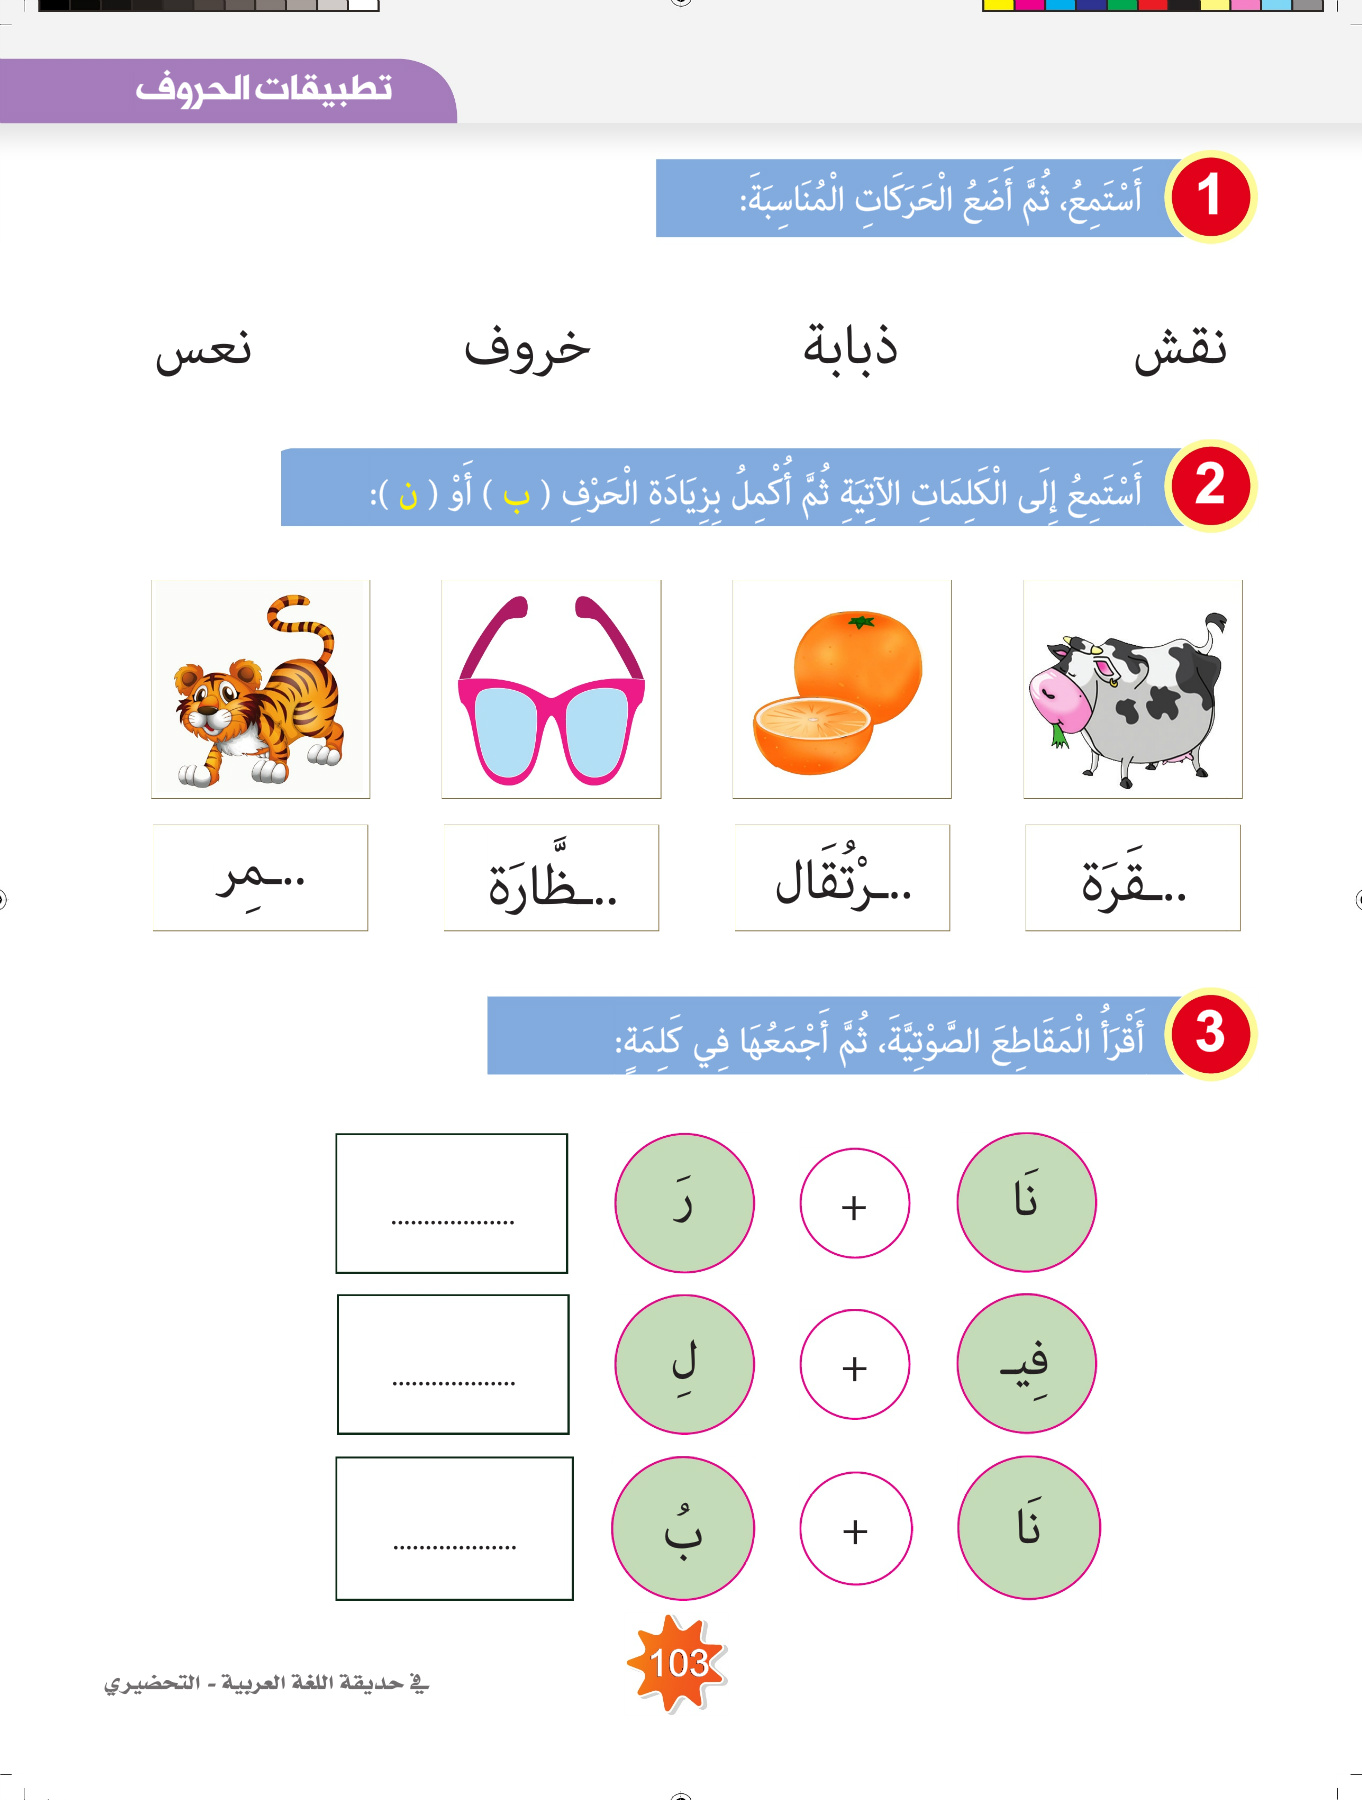 تطبيقات الحروف
1 أَسْتَمِعُ، ثُمَّ أَضَعُ الْحَرَكَاتِ الْمُنَاسِبَةَ:
نقش ذبابة خروف نعس
2 أَسْتَمِعُ إِلَى الْكَلِمَاتِ الآتِيَةِ ثُمَّ أُكْمِلُ بِزِيَادَةِ الْحَرْفِ ( ب ) أَوْ ( ن ):
..ـقَرَة ..ـرْتُقَال ..ـظَّارَة ..ـمِر
3 أَقْرَأُ الْمَقَاطِعَ الصَّوْتِيَّةَ، ثُمَّ أَجْمَعُهَا فِي كَلِمَةٍ:
نَا + رَ ...................
فِيـ + لِ ...................
نَا + بُ ...................
103
في حديقة اللغة العربية - التحضيري